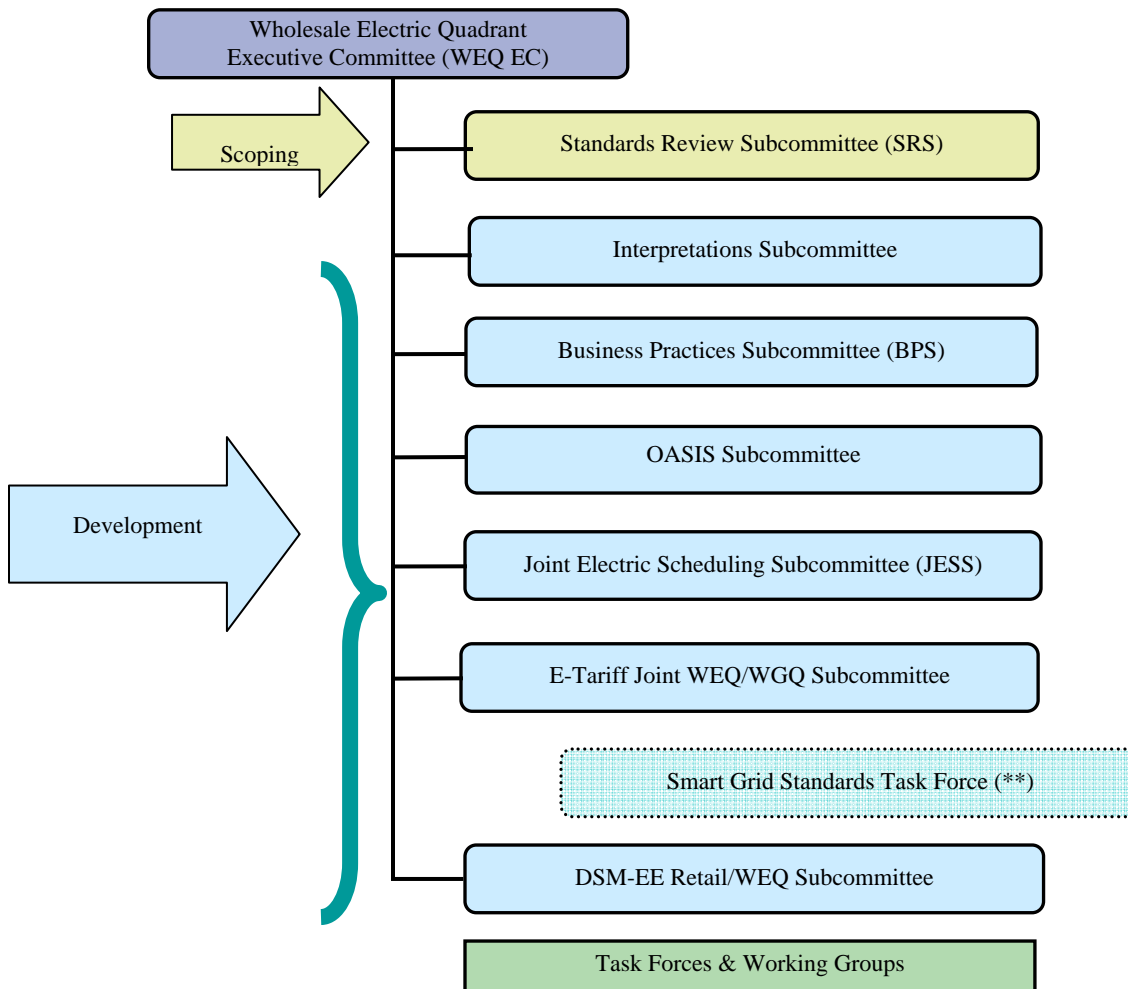 Wholesale Electric Quadrant
Executive Committee (WEQ EC)
Scoping
Standards Review Subcommittee (SRS)
Interpretations Subcommittee
Business Practices Subcommittee (BPS)
OASIS Subcommittee
Development
Joint Electric Scheduling Subcommittee (JESS)
E-Tariff Joint WEQ/WGQ Subcommittee
Smart Grid Standards Task Force (**)
DSM-EE Retail/WEQ Subcommittee
Task Forces & Working Groups